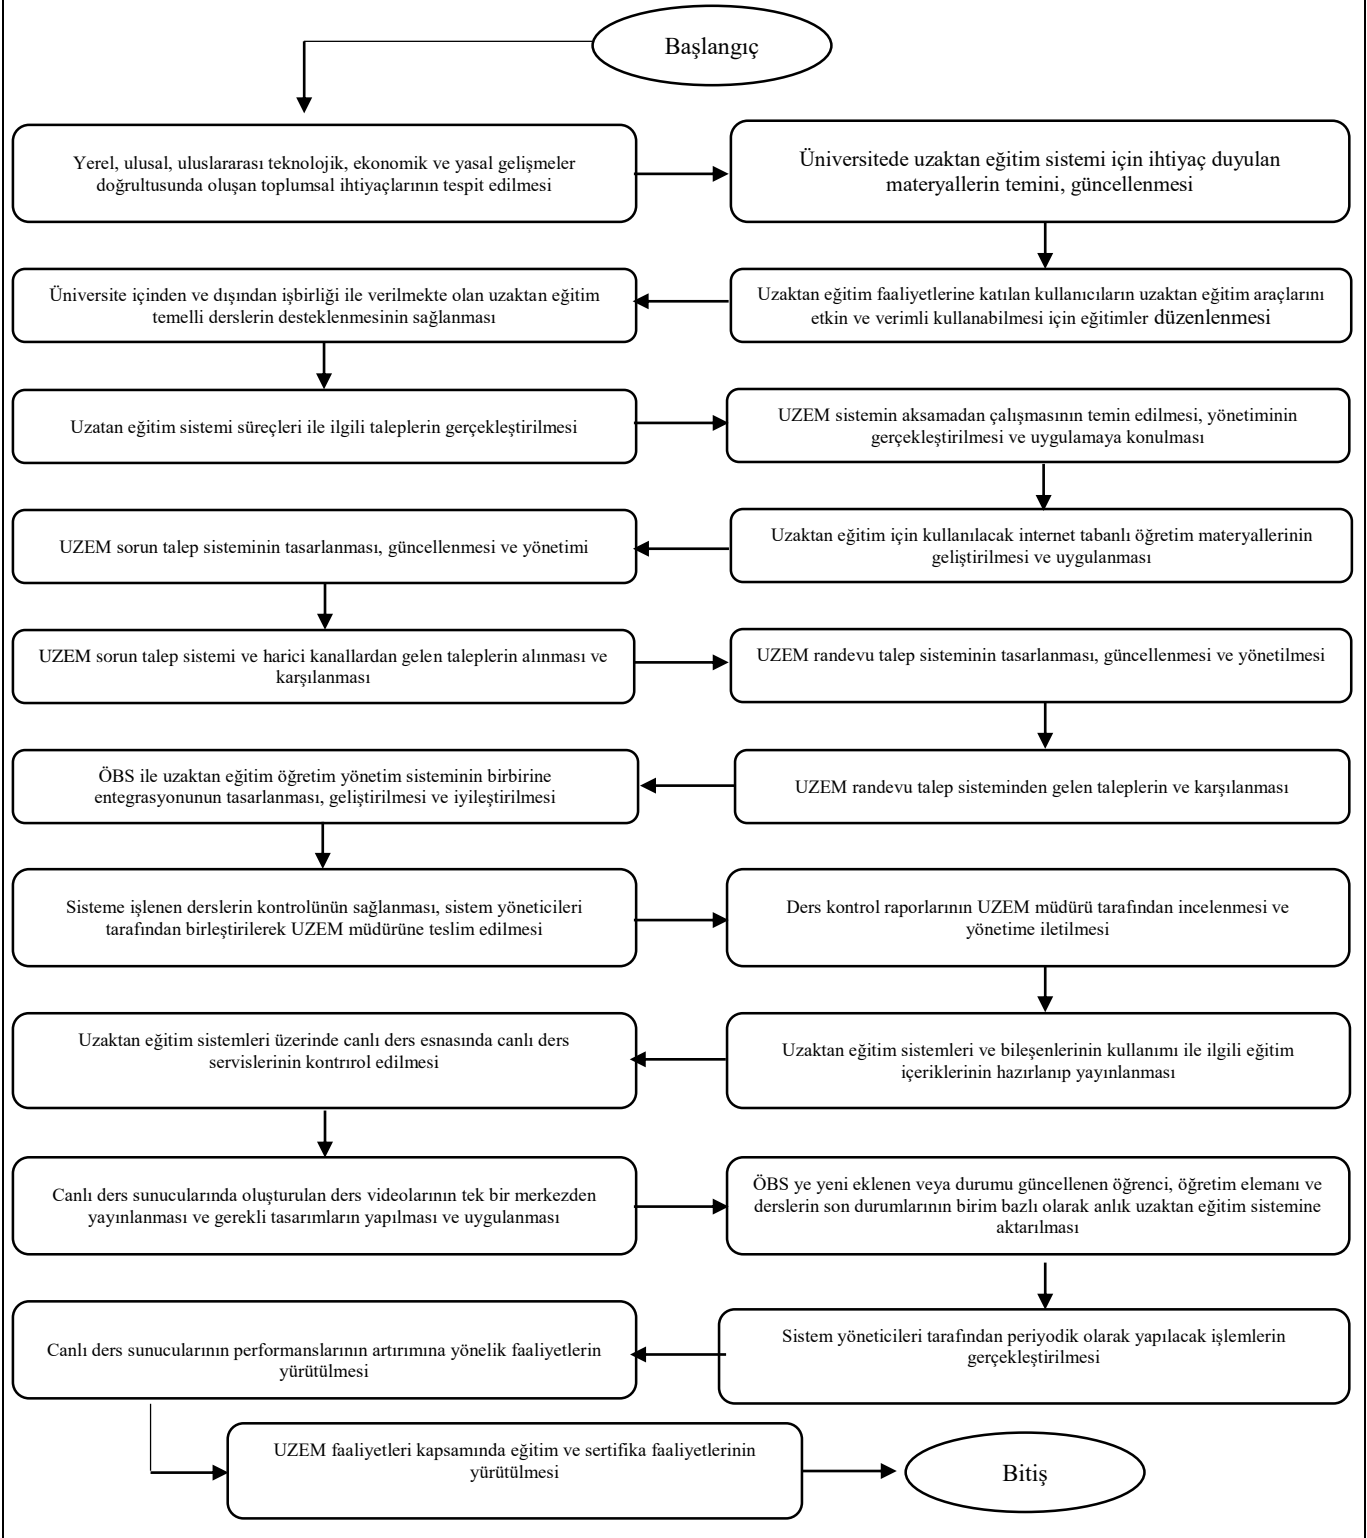 Başlangıç
Yerel, ulusal, uluslararası teknolojik, ekonomik ve yasal gelişmeler
doğrultusunda oluşan toplumsal ihtiyaçlarının tespit edilmesi
Üniversitede uzaktan eğitim sistemi için ihtiyaç duyulan
materyallerin temini, güncellenmesi
Uzaktan eğitim faaliyetlerine katılan kullanıcıların uzaktan eğitim araçlarını
etkin ve verimli kullanabilmesi için eğitimler düzenlenmesi
Üniversite içinden ve dışından işbirliği ile verilmekte olan uzaktan eğitim
temelli derslerin desteklenmesinin sağlanması
Uzatan eğitim sistemi süreçleri ile ilgili taleplerin gerçekleştirilmesi
UZEM sistemin aksamadan çalışmasının temin edilmesi, yönetiminin
gerçekleştirilmesi ve uygulamaya konulması
Uzaktan eğitim için kullanılacak internet tabanlı öğretim materyallerinin
geliştirilmesi ve uygulanması
UZEM sorun talep sisteminin tasarlanması, güncellenmesi ve yönetimi
UZEM sorun talep sistemi ve harici kanallardan gelen taleplerin alınması ve
karşılanması
UZEM randevu talep sisteminin tasarlanması, güncellenmesi ve yönetilmesi
UZEM randevu talep sisteminden gelen taleplerin ve karşılanması
ÖBS ile uzaktan eğitim öğretim yönetim sisteminin birbirine
entegrasyonunun tasarlanması, geliştirilmesi ve iyileştirilmesi
Sisteme işlenen derslerin kontrolünün sağlanması, sistem yöneticileri
tarafından birleştirilerek UZEM müdürüne teslim edilmesi
Ders kontrol raporlarının UZEM müdürü tarafından incelenmesi ve
yönetime iletilmesi
Uzaktan eğitim sistemleri ve bileşenlerinin kullanımı ile ilgili eğitim
içeriklerinin hazırlanıp yayınlanması
Uzaktan eğitim sistemleri üzerinde canlı ders esnasında canlı ders
servislerinin kontrırol edilmesi
Canlı ders sunucularında oluşturulan ders videolarının tek bir merkezden
yayınlanması ve gerekli tasarımların yapılması ve uygulanması
ÖBS ye yeni eklenen veya durumu güncellenen öğrenci, öğretim elemanı ve
derslerin son durumlarının birim bazlı olarak anlık uzaktan eğitim sistemine
aktarılması
Sistem yöneticileri tarafından periyodik olarak yapılacak işlemlerin
gerçekleştirilmesi
Canlı ders sunucularının performanslarının artırımına yönelik faaliyetlerin
yürütülmesi
UZEM faaliyetleri kapsamında eğitim ve sertifika faaliyetlerinin
yürütülmesi
Bitiş